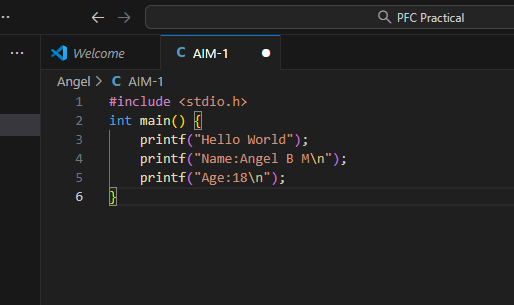 PFC Practical
Welcome
C AIM-1
Angel > C AIM-1
1 #include <stdio.h>
2 int main() {
3 printf("Hello World");
4 printf("Name:Angel B M\n");
5 printf("Age:18\n");
6 }